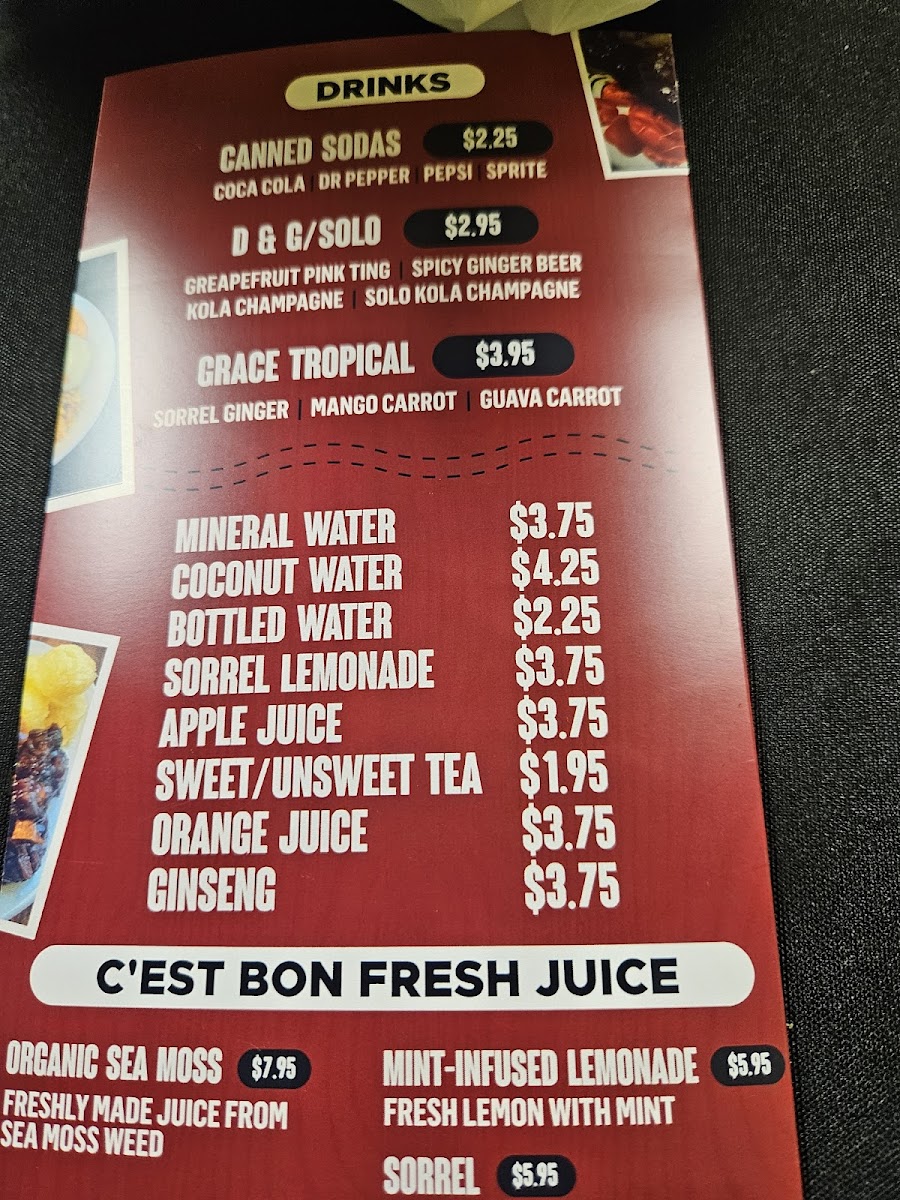 DRINKS
CANNED SODAS $2.25
COCA COLA | DR PEPPER | PEPSI | SPRITE
D & G/SOLO $2.95
GREAPEFRUIT PINK TING | SPICY GINGER BEER
KOLA CHAMPAGNE | SOLO KOLA CHAMPAGNE
GRACE TROPICAL $3.95
SORREL GINGER | MANGO CARROT | GUAVA CARROT
MINERAL WATER $3.75
COCONUT WATER $4.25
BOTTLED WATER $2.25
SORREL LEMONADE $3.75
APPLE JUICE $3.75
SWEET/UNSWEET TEA $1.95
ORANGE JUICE $3.75
GINSENG $3.75
C'EST BON FRESH JUICE
ORGANIC SEA MOSS $7.95
FRESHLY MADE JUICE FROM
SEA MOSS WEED
MINT-INFUSED LEMONADE $5.95
FRESH LEMON WITH MINT
SORREL $5.95